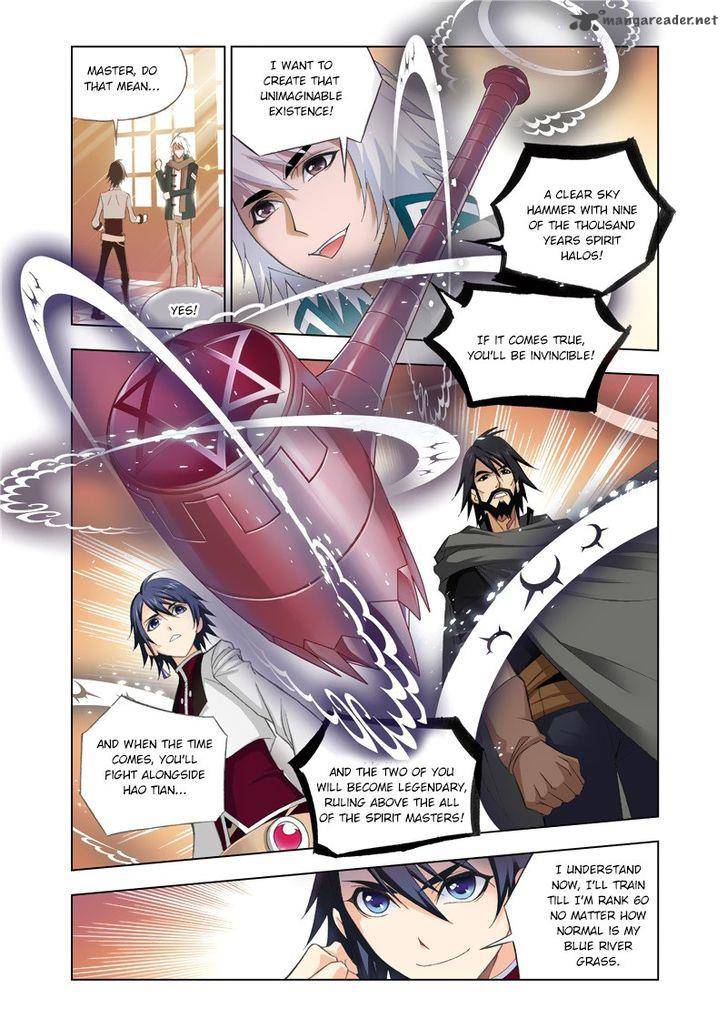 mangareader.net
MASTER, DO
THAT MEAN...
YES!
I WANT TO
CREATE THAT
UNIMAGINABLE
EXISTENCE!
A CLEAR SKY
HAMMER WITH NINE
OF THE THOUSAND
YEARS SPIRIT
HALOS!
IF IT COMES TRUE,
YOU'LL BE INVINCIBLE!
AND WHEN THE TIME
COMES, YOU'LL
FIGHT ALONGSIDE
HAO TIAN...
AND THE TWO OF YOU
WILL BECOME LEGENDARY,
RULING ABOVE THE ALL
OF THE SPIRIT MASTERS!
I UNDERSTAND
NOW, I'LL TRAIN
TILL I'M RANK 60
NO MATTER HOW
NORMAL IS MY
BLUE RIVER
GRASS.